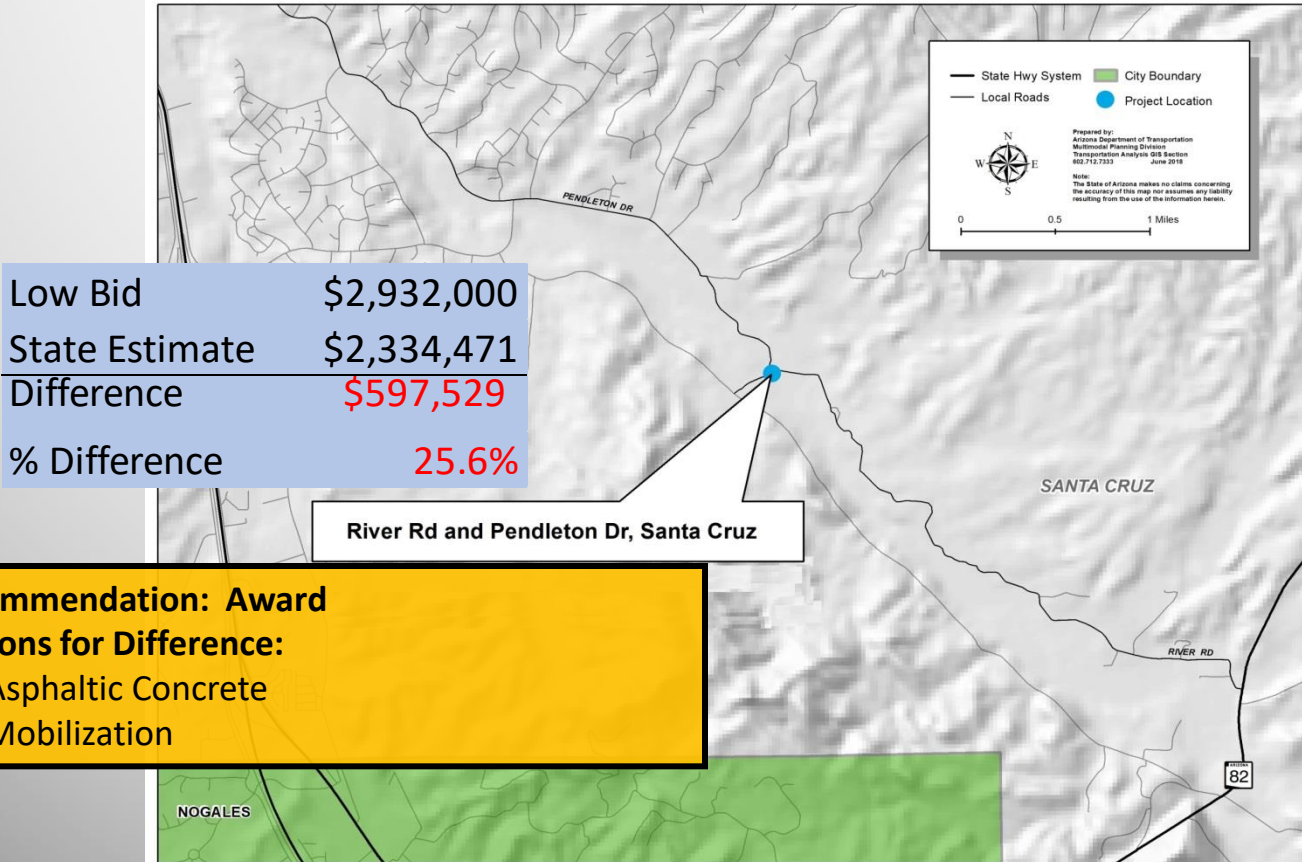 State Hwy System
City Boundary
Local Roads
Project Location
N
W
E
S
Prepared by:
Arizona Department of Transportation
Multimodal Planning Division
Transportation Analysis GIS Section
602.712.7333 June 2018
Note:
The State of Arizona makes no claims concerning
the accuracy of this map nor assumes any liability
resulting from the use of the information herein.
0 0.5 1 Miles
PENDLETON DR
Low Bid $2,932,000
State Estimate $2,334,471
Difference $597,529
% Difference 25.6%
SANTA CRUZ
River Rd and Pendleton Dr, Santa Cruz
ommendation: Award
ons for Difference:
Asphaltic Concrete
Mobilization
RIVER RD
ARIZONA
82
NOGALES